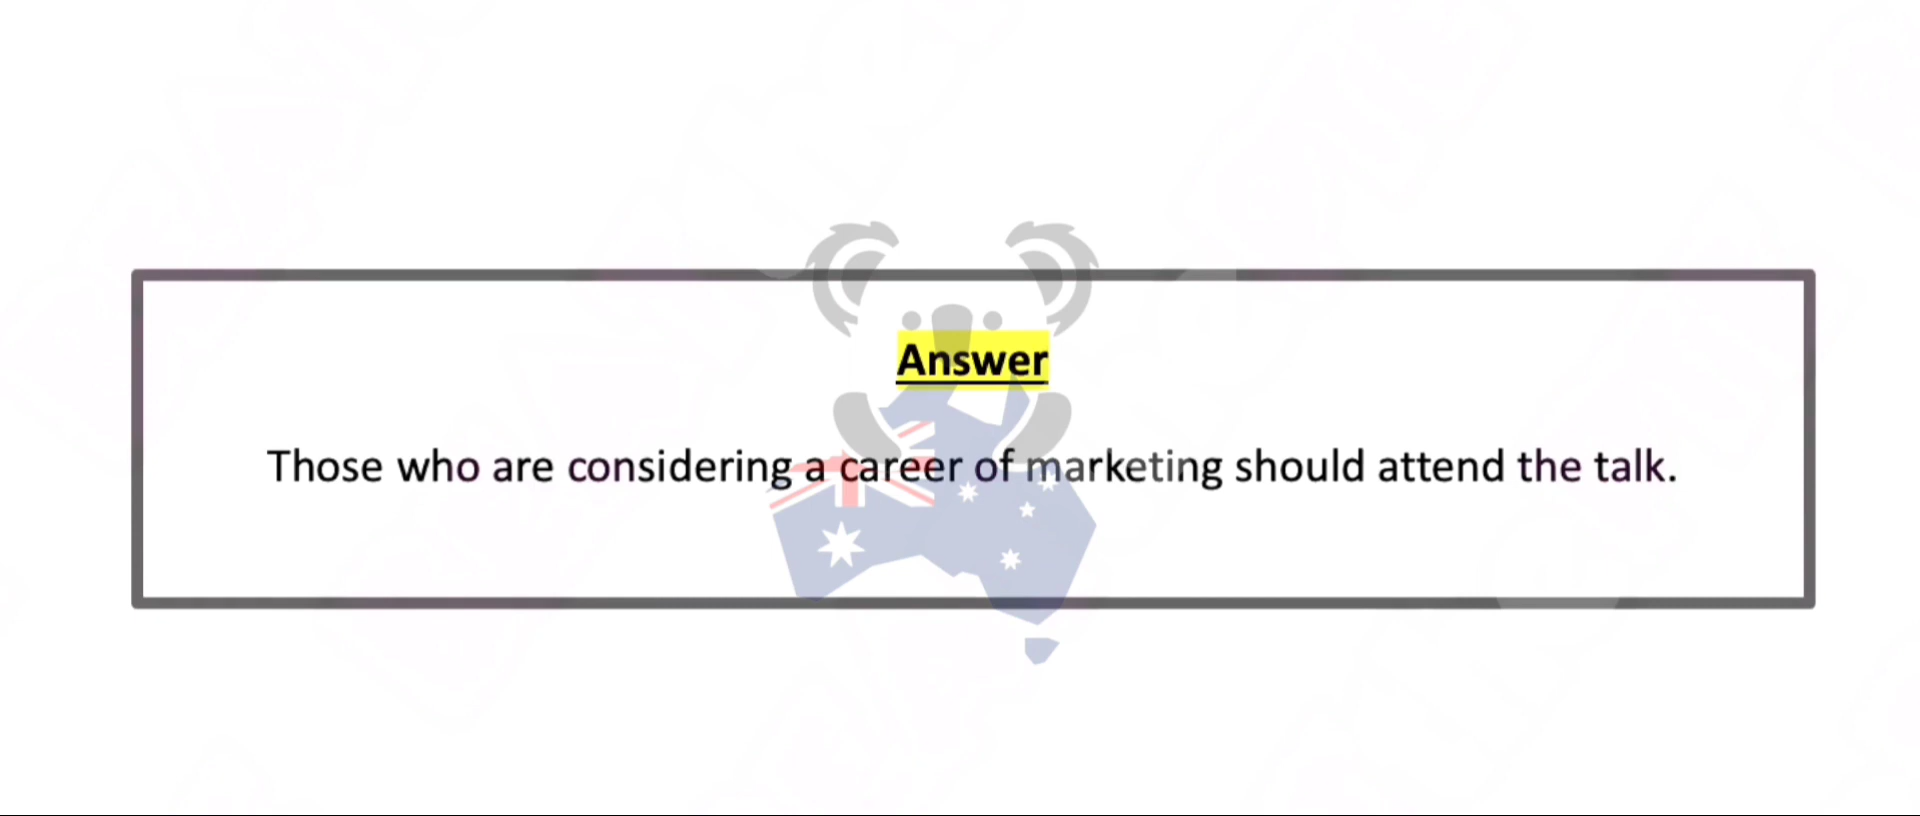 Answer
Those who are considering a career of marketing should attend the talk.